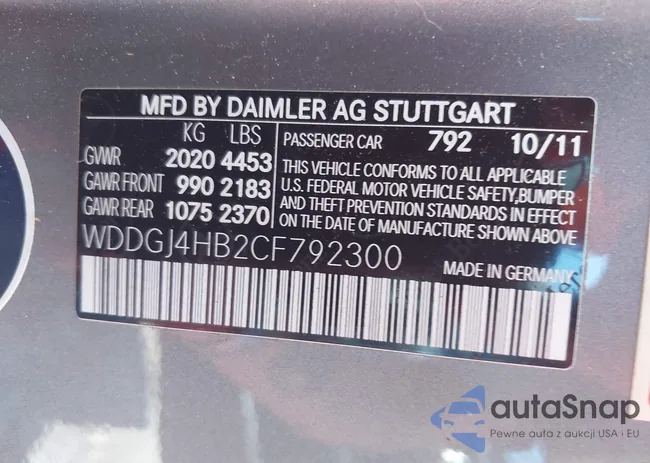 MFD BY DAIMLER AG STUTTGART
KG LBS
GVWR 2020 4453
GAWR FRONT 990 2183
GAWR REAR 1075 2370
PASSENGER CAR 792 10/11
THIS VEHICLE CONFORMS TO ALL APPLICABLE
U.S. FEDERAL MOTOR VEHICLE SAFETY,BUMPER
AND THEFT PREVENTION STANDARDS IN EFFECT
ON THE DATE OF MANUFACTURE SHOWN ABOVE
WDDGJ4HB2CF792300
MADE IN GERMANY
autaSnap
Pewne auta z aukcji USA i EU